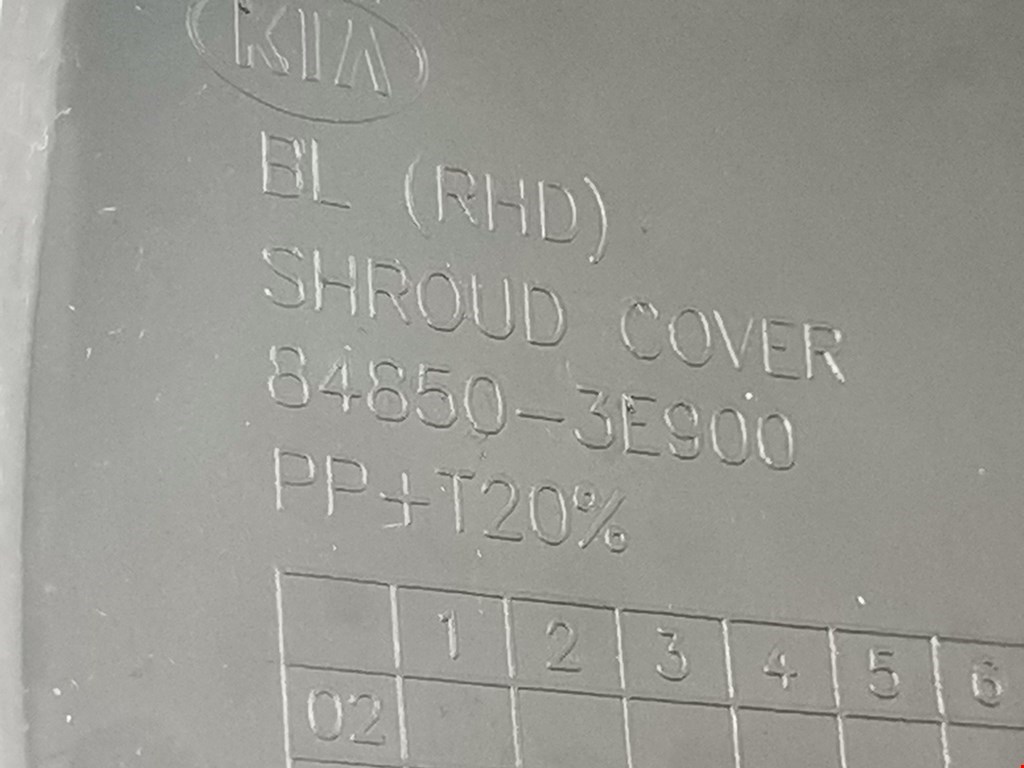 KIA
BL (RHD)
SHROUD COVER
84850-3E900
PP+T20%
1 2 3 4 5 6
02